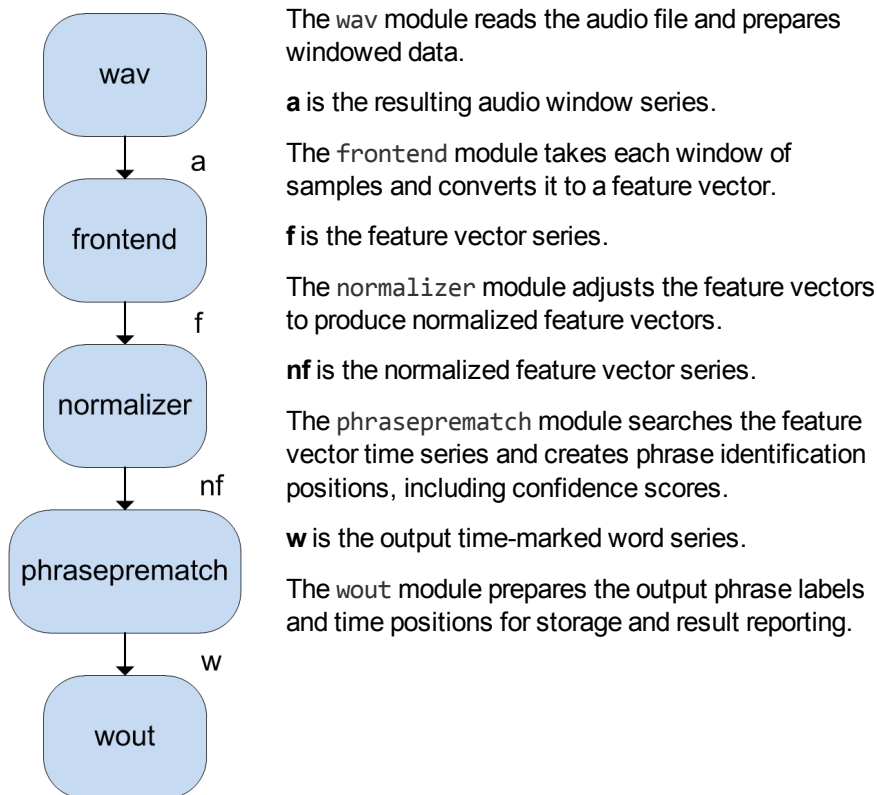 wav
a
frontend
f
normalizer
nf
phraseprematch
w
wout
The wav module reads the audio file and prepares
windowed data.
a is the resulting audio window series.
The frontend module takes each window of
samples and converts it to a feature vector.
f is the feature vector series.
The normalizer module adjusts the feature vectors
to produce normalized feature vectors.
nf is the normalized feature vector series.
The phraseprematch module searches the feature
vector time series and creates phrase identification
positions, including confidence scores.
w is the output time-marked word series.
The wout module prepares the output phrase labels
and time positions for storage and result reporting.